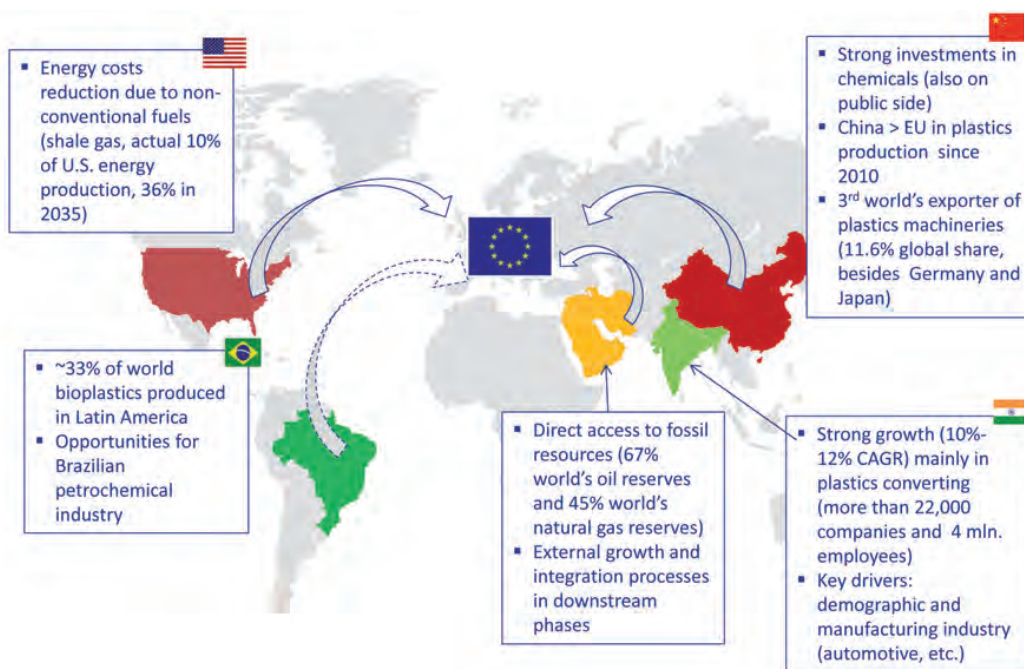 ▪ Energy costs
reduction due to non-
conventional fuels
(shale gas, actual 10%
of U.S. energy
production, 36% in
2035)
▪ ~33% of world
bioplastics produced
in Latin America
▪ Opportunities for
Brazilian
petrochemical
industry
▪ Direct access to fossil
resources (67%
world's oil reserves
and 45% world's
natural gas reserves)
▪ External growth and
integration processes
in downstream
phases
▪ Strong investments in
chemicals (also on
public side)
▪ China > EU in plastics
production since
2010
▪ 3rd world's exporter of
plastics machineries
(11.6% global share,
besides Germany and
Japan)
▪ Strong growth (10%-
12% CAGR) mainly in
plastics converting
(more than 22,000
companies and 4 mln.
employees)
▪ Key drivers:
demographic and
manufacturing industry
(automotive, etc.)